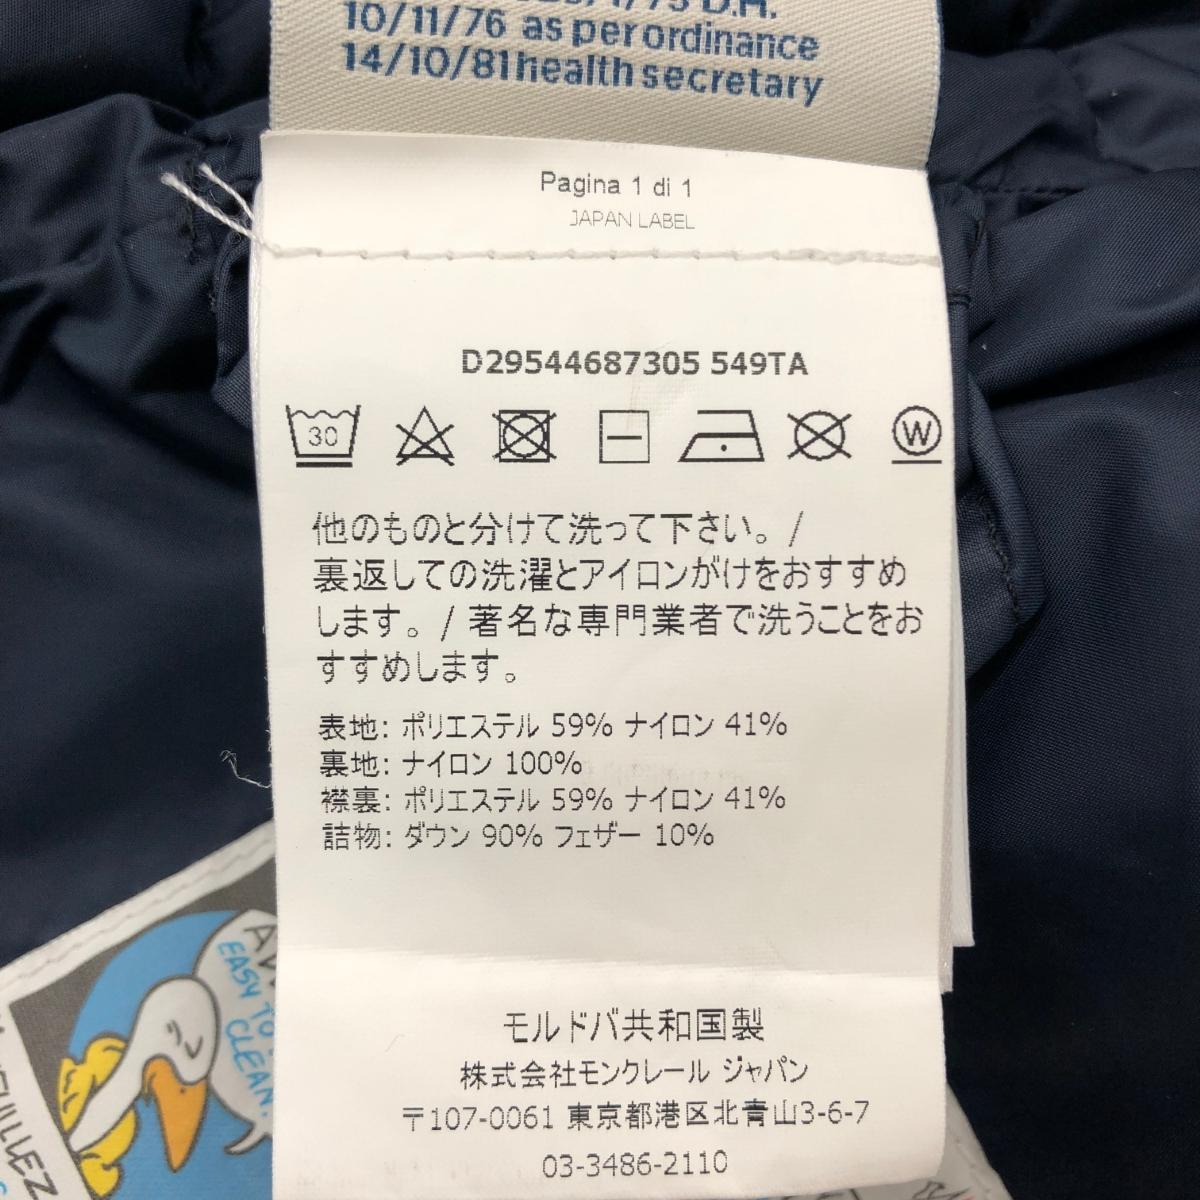 10/11/76 as per ordinance
14/10/81 health secretary
Pagina 1 di 1
JAPAN LABEL
D29544687305 549TA
30
W
他のものと分けて洗って下さい。/
裏返しての洗濯とアイロンがけをおすすめ
します。/ 著名な専門業者で洗うことをお
すすめします。
表地: ポリエステル 59% ナイロン 41%
裏地: ナイロン 100%
襟裏: ポリエステル 59% ナイロン 41%
詰物: ダウン 90% フェザー 10%
モルドバ共和国製
株式会社モンクレール ジャパン
〒107-0061 東京都港区北青山3-6-7
03-3486-2110
EASY TO
CLEAN.